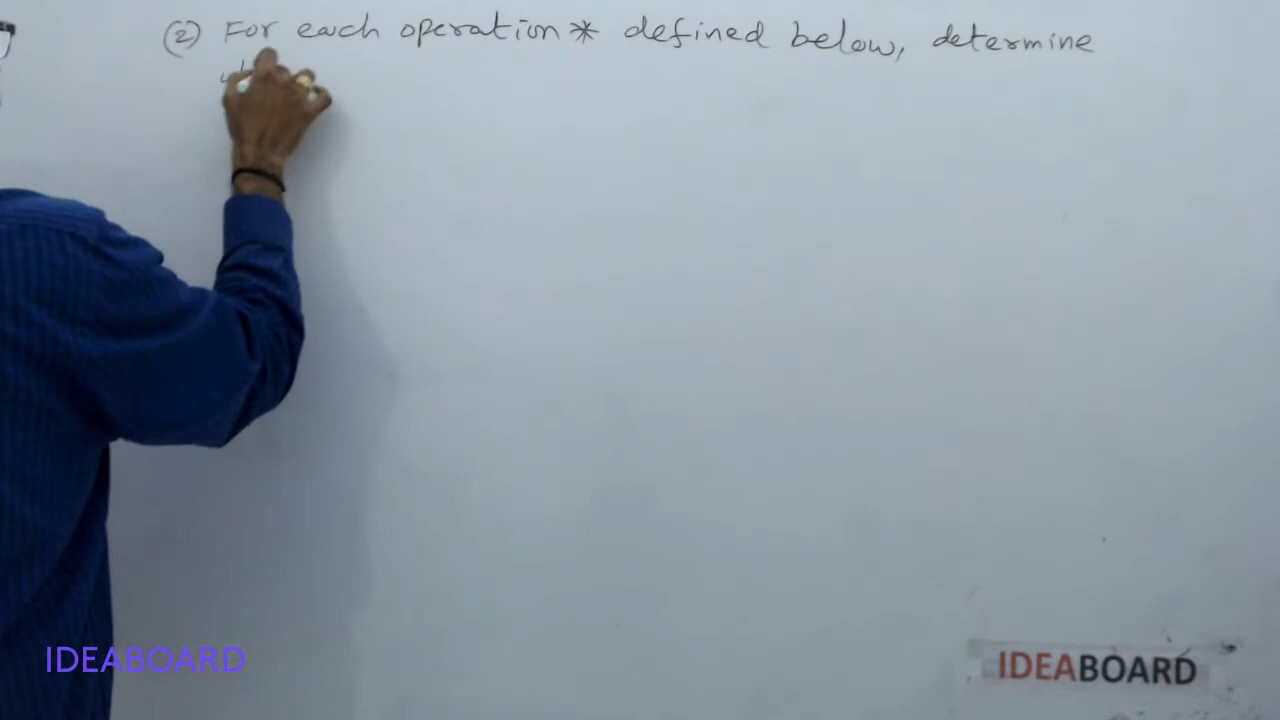 (2) For each operation * defined below, determine
IDEABOARD
IDEABOARD